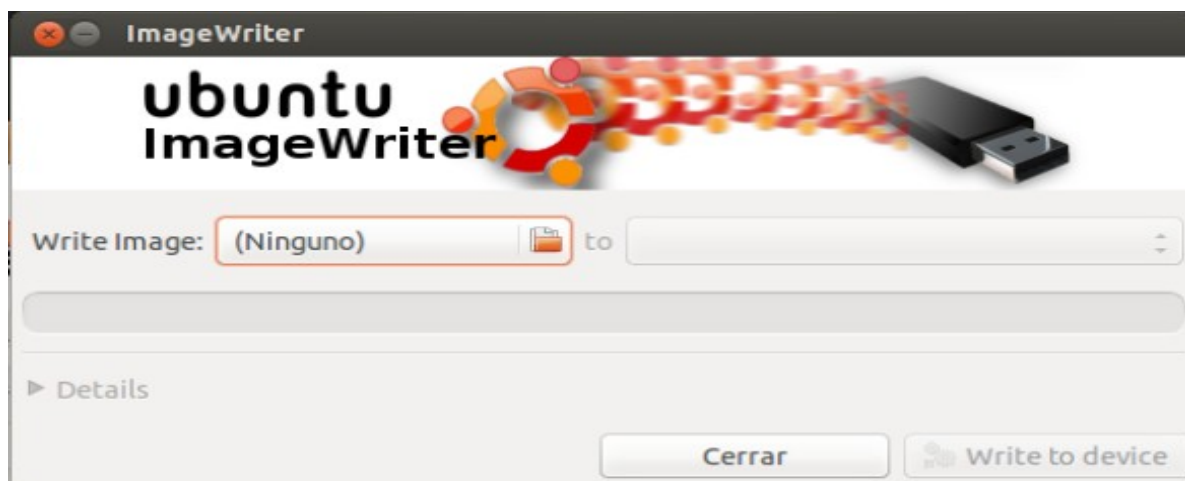 ImageWriter
ubuntu
ImageWriter
Write Image: (Ninguno) to
Details
Cerrar Write to device